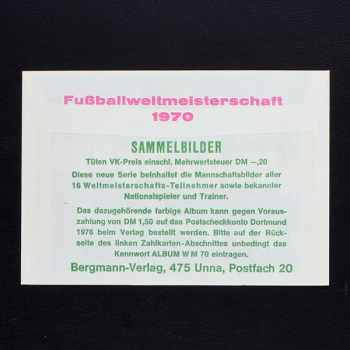 Fußballweltmeisterschaft
1970
SAMMELBILDER
Tüten VK-Preis einschl. Mehrwertsteuer DM –,20
Diese neue Serie beinhaltet die Mannschaftsbilder aller
16 Weltmeisterschafts-Teilnehmer sowie bekannter
Nationalspieler und Trainer.
Das dazugehörende farbige Album kann gegen Voraus-
zahlung von DM 1,50 auf das Postscheckkonto Dortmund
1976 beim Verlag bestellt werden. Bitte auf der Rück-
seite des linken Zahlkarten-Abschnittes unbedingt das
Kennwort ALBUM W M 70 eintragen.
Bergmann-Verlag, 475 Unna, Postfach 20